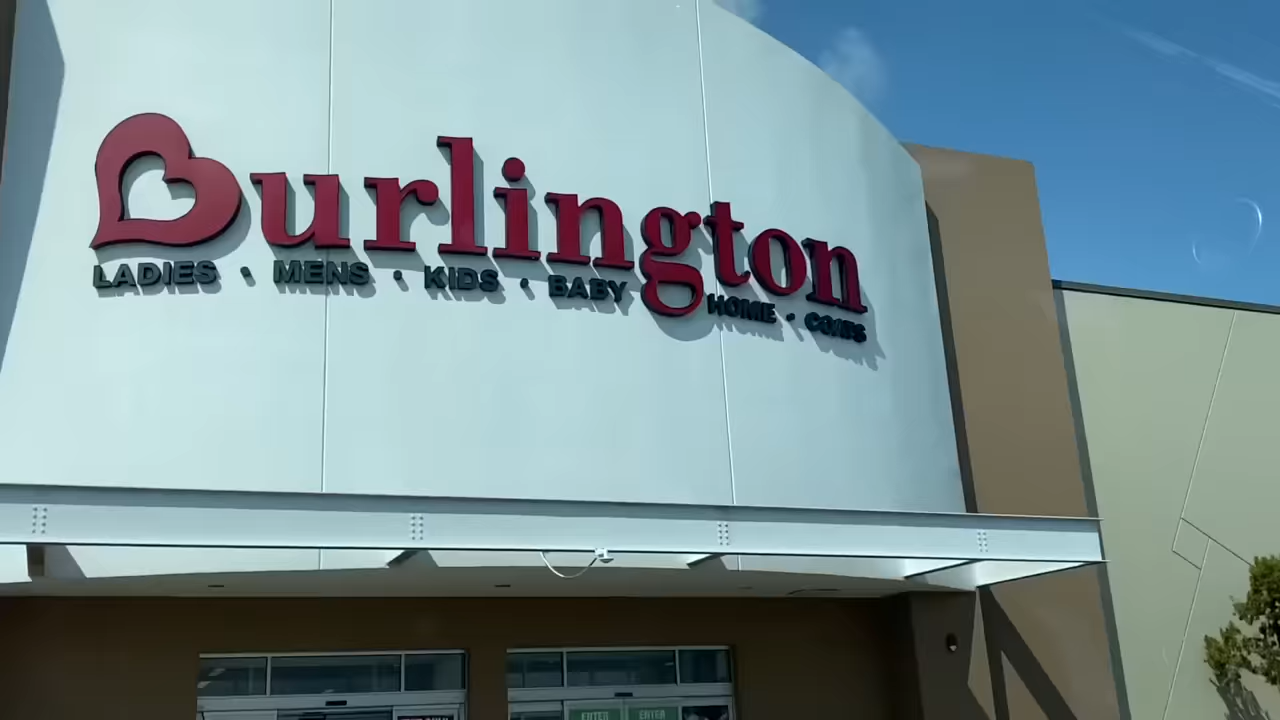 Burlington
LADIES • MENS • KIDS • BABY HOME • COATS
ENTER ENTER